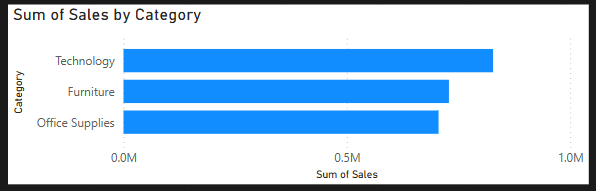 Sum of Sales by Category
Category
Technology
Furniture
Office Supplies
0.0M 0.5M 1.0M
Sum of Sales